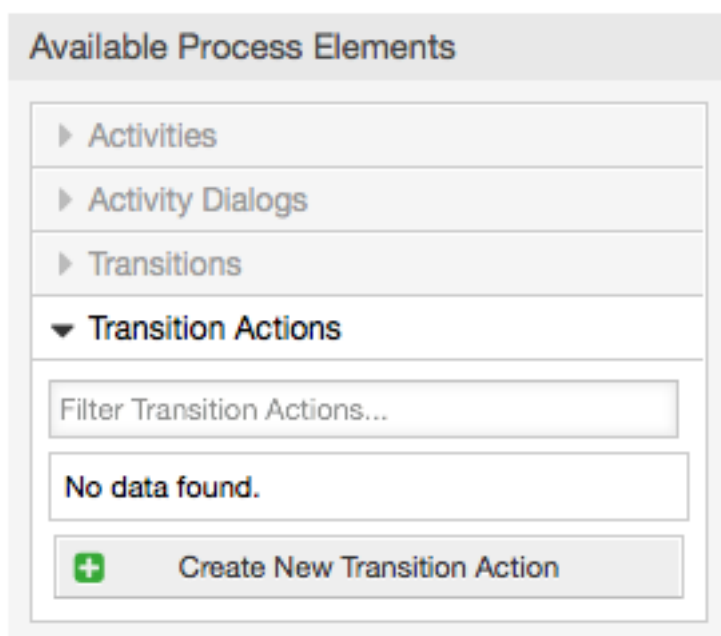 Available Process Elements
Activities
Activity Dialogs
Transitions
Transition Actions
Filter Transition Actions...
No data found.
Create New Transition Action